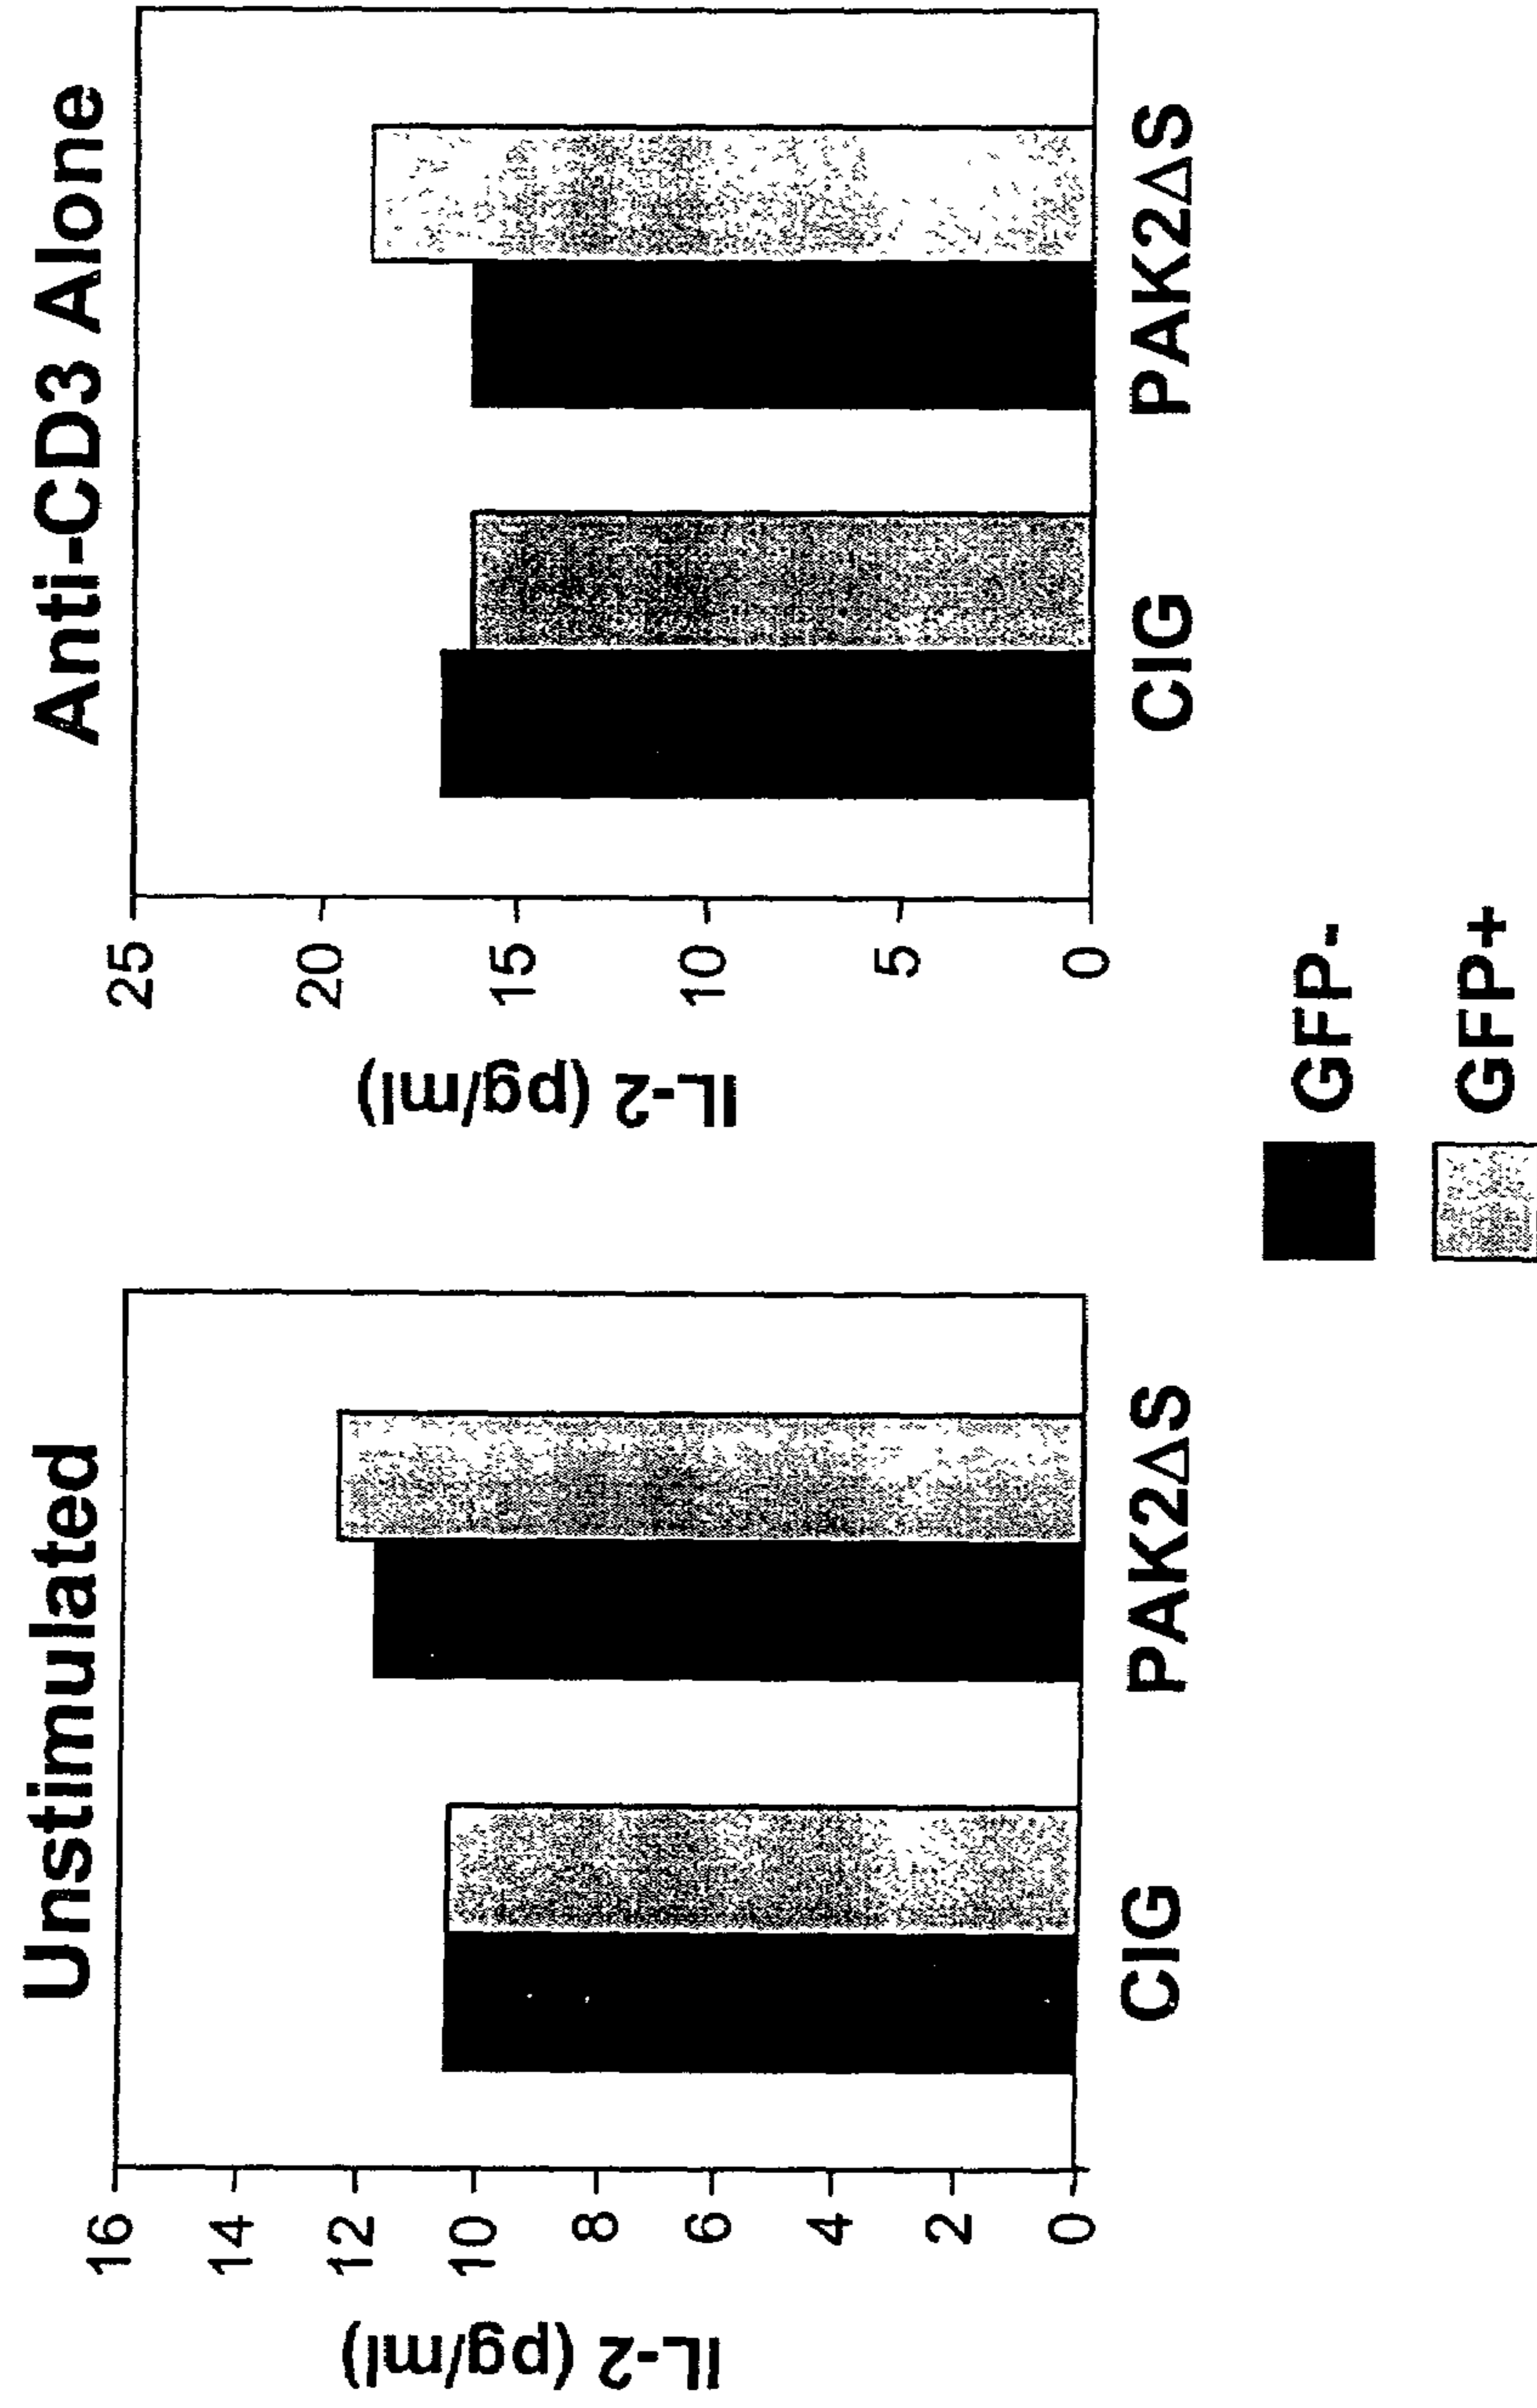 Unstimulated
IL-2 (pg/ml)
16
14
12
10
8
6
4
2
0
CIG
PAK2ΔS
Anti-CD3 Alone
IL-2 (pg/ml)
25
20
15
10
5
0
CIG
PAK2ΔS
GFP-
GFP+